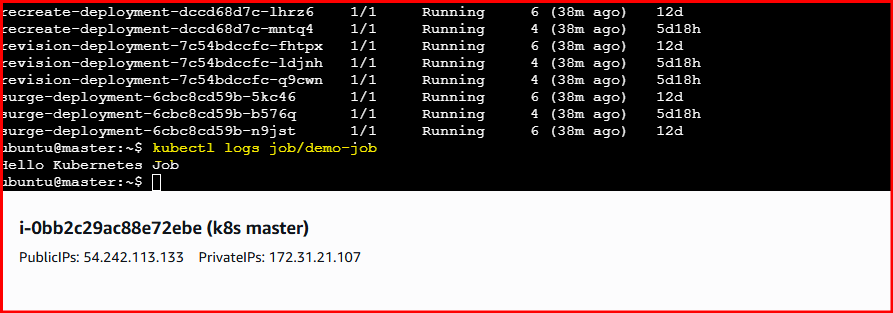 recreate-deployment-dccd68d7c-lhrz6 1/1 Running 6 (38m ago) 12d
recreate-deployment-dccd68d7c-mntq4 1/1 Running 4 (38m ago) 5d18h
revision-deployment-7c54bdccfc-fhtpx 1/1 Running 6 (38m ago) 12d
revision-deployment-7c54bdccfc-ldjnh 1/1 Running 4 (38m ago) 5d18h
revision-deployment-7c54bdccfc-q9cwn 1/1 Running 4 (38m ago) 5d18h
surge-deployment-6cbc8cd59b-5kc46 1/1 Running 6 (38m ago) 12d
surge-deployment-6cbc8cd59b-b576q 1/1 Running 4 (38m ago) 5d18h
surge-deployment-6cbc8cd59b-n9jst 1/1 Running 6 (38m ago) 12d
ubuntu@master:~$ kubectl logs job/demo-job
Hello Kubernetes Job
ubuntu@master:~$
i-0bb2c29ac88e72ebe (k8s master)
PublicIPs: 54.242.113.133 PrivateIPs: 172.31.21.107